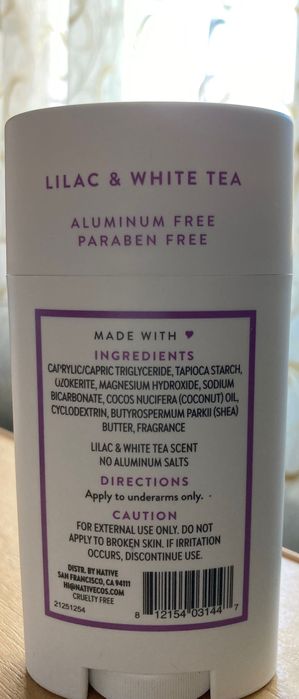 LILAC & WHITE TEA
ALUMINUM FREE
PARABEN FREE
MADE WITH ♥
INGREDIENTS
CAPRYLIC/CAPRIC TRIGLYCERIDE, TAPIOCA STARCH,
OZOKERITE, MAGNESIUM HYDROXIDE, SODIUM
BICARBONATE, COCOS NUCIFERA (COCONUT) OIL,
CYCLODEXTRIN, BUTYROSPERMUM PARKII (SHEA)
BUTTER, FRAGRANCE
LILAC & WHITE TEA SCENT
NO ALUMINUM SALTS
DIRECTIONS
Apply to underarms only.
CAUTION
FOR EXTERNAL USE ONLY. DO NOT
APPLY TO BROKEN SKIN. IF IRRITATION
OCCURS, DISCONTINUE USE.
DISTR. BY NATIVE
SAN FRANCISCO, CA 94111
HI@NATIVECOS.COM
CRUELTY FREE
21251254
8 12154 03144 7